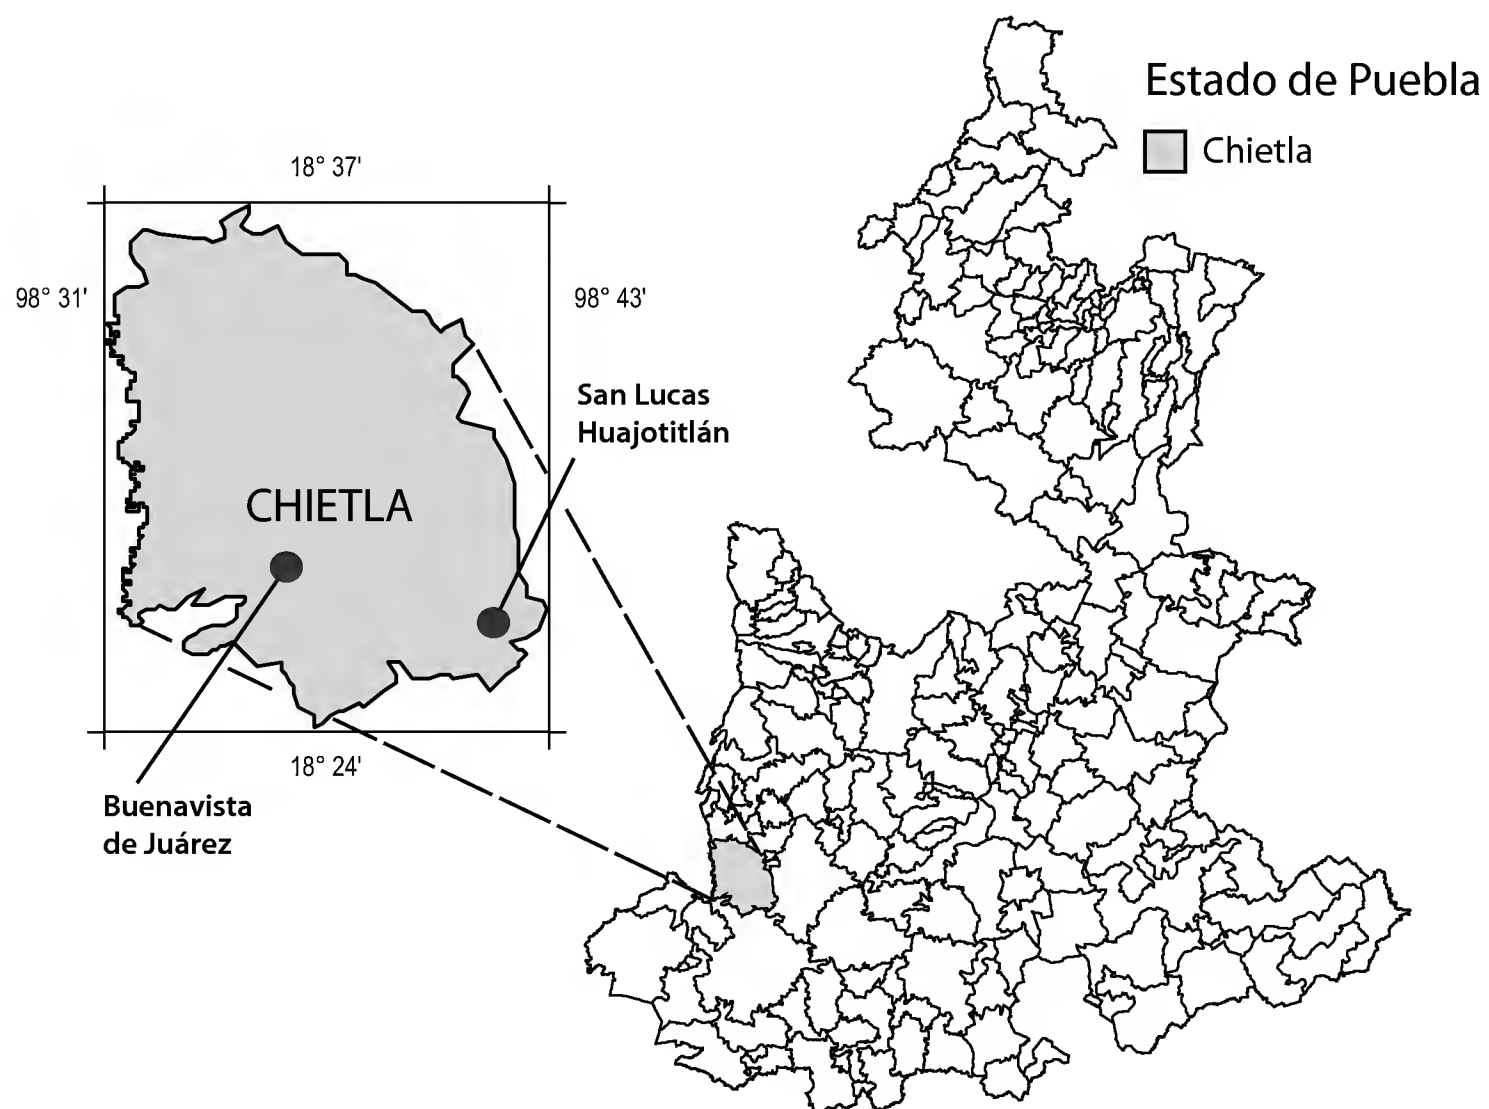 Estado de Puebla
Chietla
18° 37'
98° 31'
98° 43'
San Lucas
Huajotitlán
CHIETLA
18° 24'
Buenavista
de Juárez